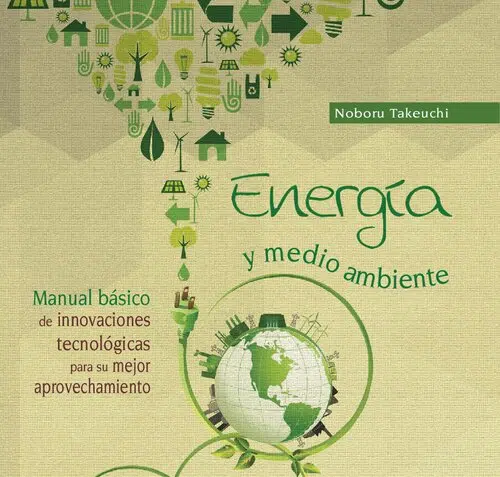 Noboru Takeuchi
Energía
y medio ambiente
Manual básico
de innovaciones
tecnológicas
para su mejor
aprovechamiento